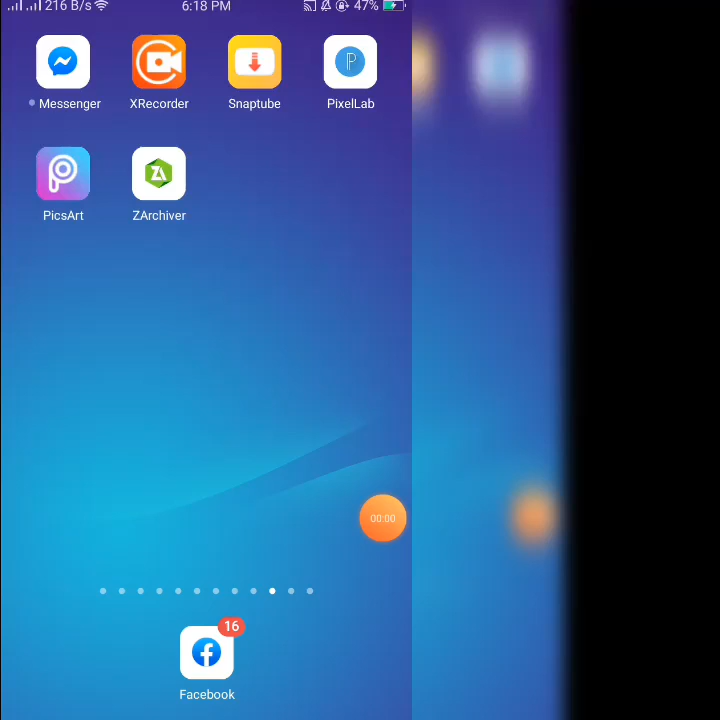 216 B/s 6:18 PM 47%
Messenger XRecorder Snaptube PixelLab
PicsArt ZArchiver
00:00
16
Facebook